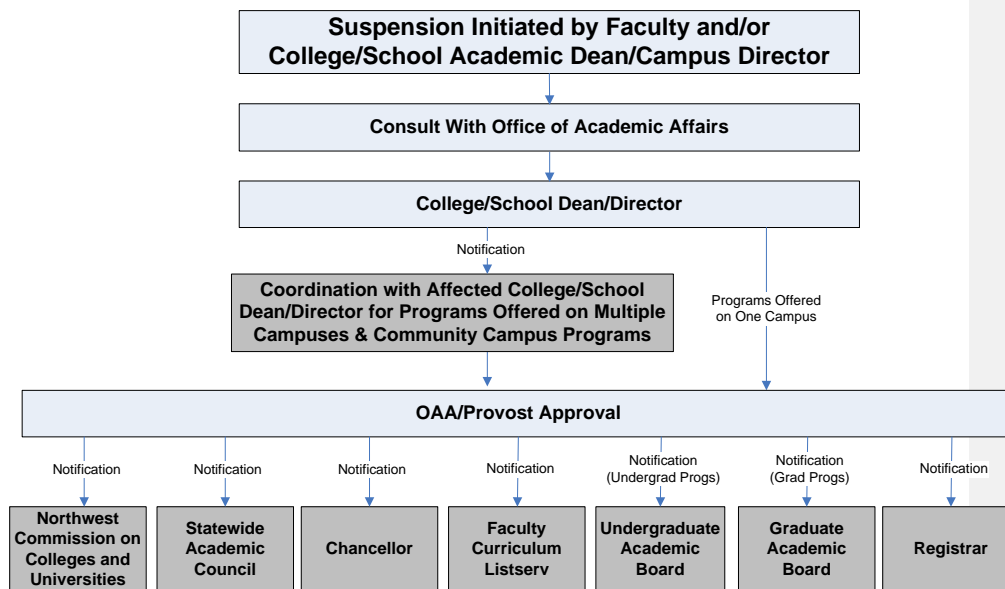 Suspension Initiated by Faculty and/or
College/School Academic Dean/Campus Director
Consult With Office of Academic Affairs
College/School Dean/Director
Notification
Coordination with Affected College/School
Dean/Director for Programs Offered on Multiple
Campuses & Community Campus Programs
Programs Offered
on One Campus
OAA/Provost Approval
Notification
Notification
Notification
Notification
Notification
(Undergrad Progs)
Notification
(Grad Progs)
Notification
Northwest
Commission on
Colleges and
Universities
Statewide
Academic
Council
Chancellor
Faculty
Curriculum
Listserv
Undergraduate
Academic
Board
Graduate
Academic
Board
Registrar